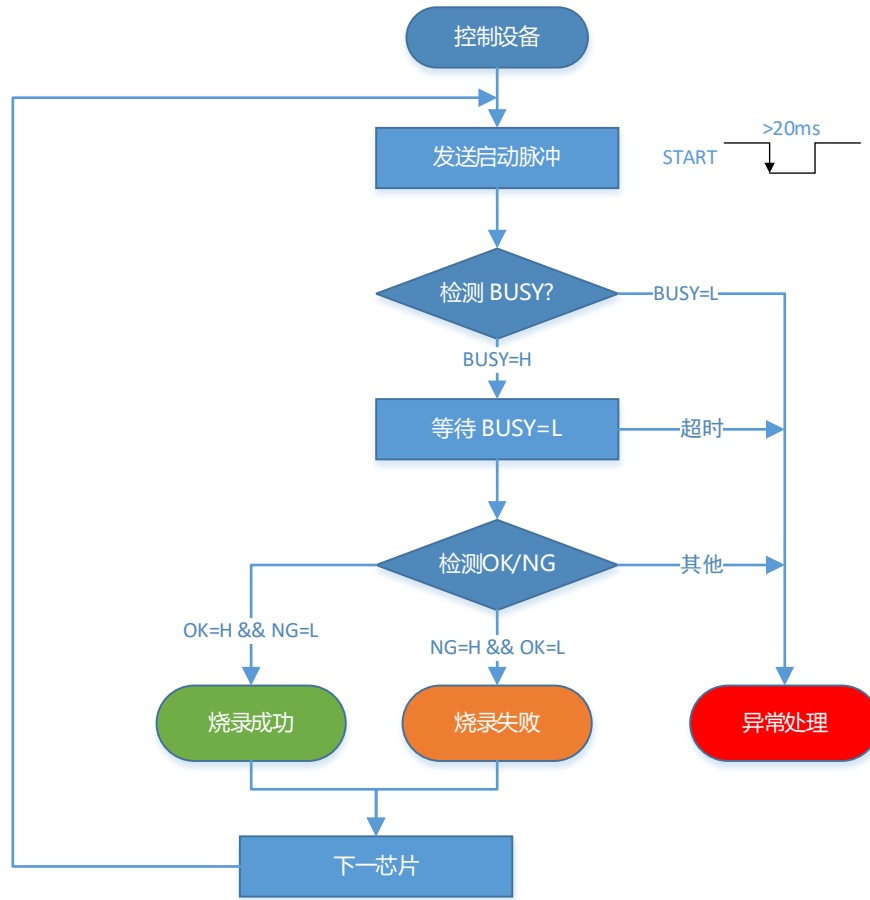 控制设备
>20ms
发送启动脉冲
START
检测 BUSY?
BUSY=L
BUSY=H
等待 BUSY=L
超时
检测OK/NG
其他
OK=H && NG=L
NG=H && OK=L
烧录成功
烧录失败
异常处理
下一芯片